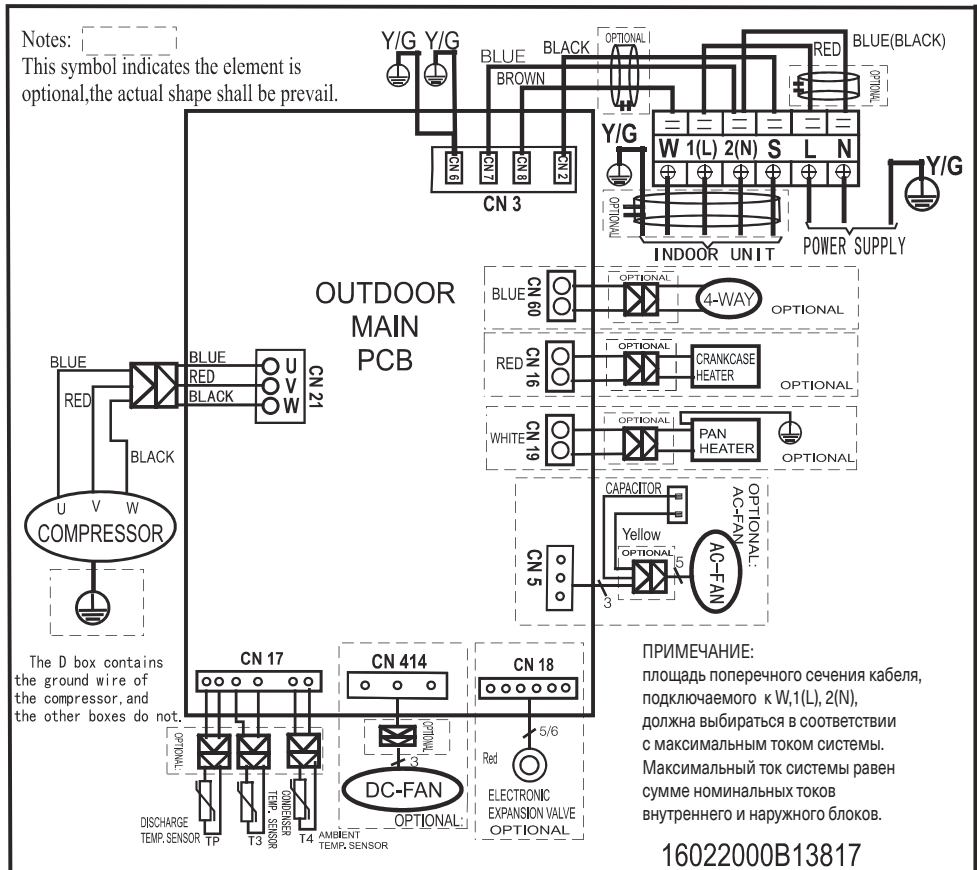 Notes:
This symbol indicates the element is
optional,the actual shape shall be prevail.
Y/G Y/G
BLUE
BLACK
BROWN
OPTIONAL
RED
BLUE(BLACK)
OPTIONAL
Y/G
W 1(L) 2(N) S L N
Y/G
OPTIONAL
INDOOR UNIT
POWER SUPPLY
CN 6
CN 7
CN 8
CN 2
CN 3
OUTDOOR
MAIN
PCB
BLUE
CN 60
OPTIONAL
4-WAY
OPTIONAL
RED
CN 16
OPTIONAL
CRANKCASE
HEATER
OPTIONAL
WHITE
CN 19
OPTIONAL
PAN
HEATER
OPTIONAL
CAPACITOR
Yellow
OPTIONAL
OPTIONAL:
AC-FAN
CN 5
3
5
AC-FAN
BLUE
RED
BLACK
BLUE
RED
BLACK
U
V
W
CN 21
U V W
COMPRESSOR
The D box contains
the ground wire of
the compressor,and
the other boxes do not.
CN 17
OPTIONAL:
DISCHARGE
TEMP. SENSOR
TP
T3
CONDENSER
TEMP. SENSOR
T4
AMBIENT
TEMP. SENSOR
CN 414
OPTIONAL
3
DC-FAN
OPTIONAL:
CN 18
5/6
Red
ELECTRONIC
EXPANSION VALVE
OPTIONAL
ПРИМЕЧАНИЕ:
площадь поперечного сечения кабеля,
подключаемого к W,1(L), 2(N),
должна выбираться в соответствии
с максимальным током системы.
Максимальный ток системы равен
сумме номинальных токов
внутреннего и наружного блоков.
16022000B13817